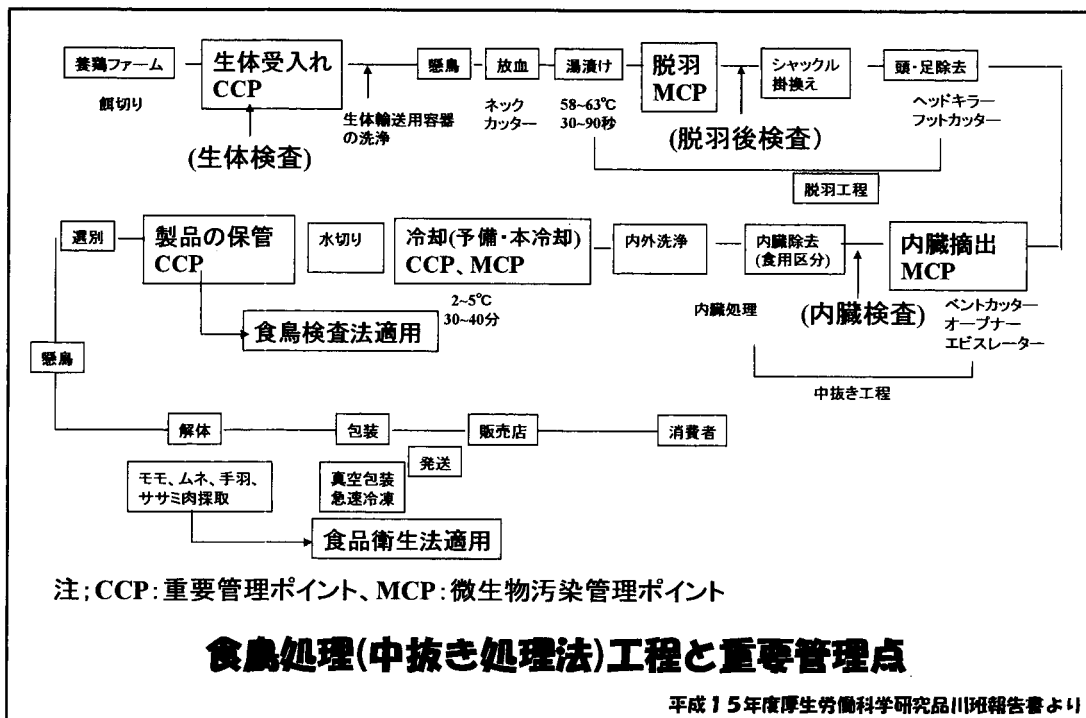 養鶏ファーム
餌切り
生体受入れ
CCP
(生体検査)
生体輸送用容器
の洗浄
懸鳥
放血
ネック
カッター
湯漬け
58~63℃
30~90秒
脱羽
MCP
(脱羽後検査)
シャックル
掛換え
頭・足除去
ヘッドキラー
フットカッター
脱羽工程
選別
製品の保管
CCP
水切り
冷却(予備・本冷却)
CCP、MCP
2~5℃
30~40分
内外洗浄
内臓除去
(食用区分)
内臓摘出
MCP
内臓処理
(内臓検査)
ベントカッター
オープナー
エビスレーター
中抜き工程
食鳥検査法適用
懸鳥
解体
包装
販売店
消費者
発送
モモ、ムネ、手羽、
ササミ肉採取
真空包装
急速冷凍
食品衛生法適用
注;CCP:重要管理ポイント、MCP:微生物汚染管理ポイント
食鳥処理(中抜き処理法)工程と重要管理点
平成15年度厚生労働科学研究品川班報告書より